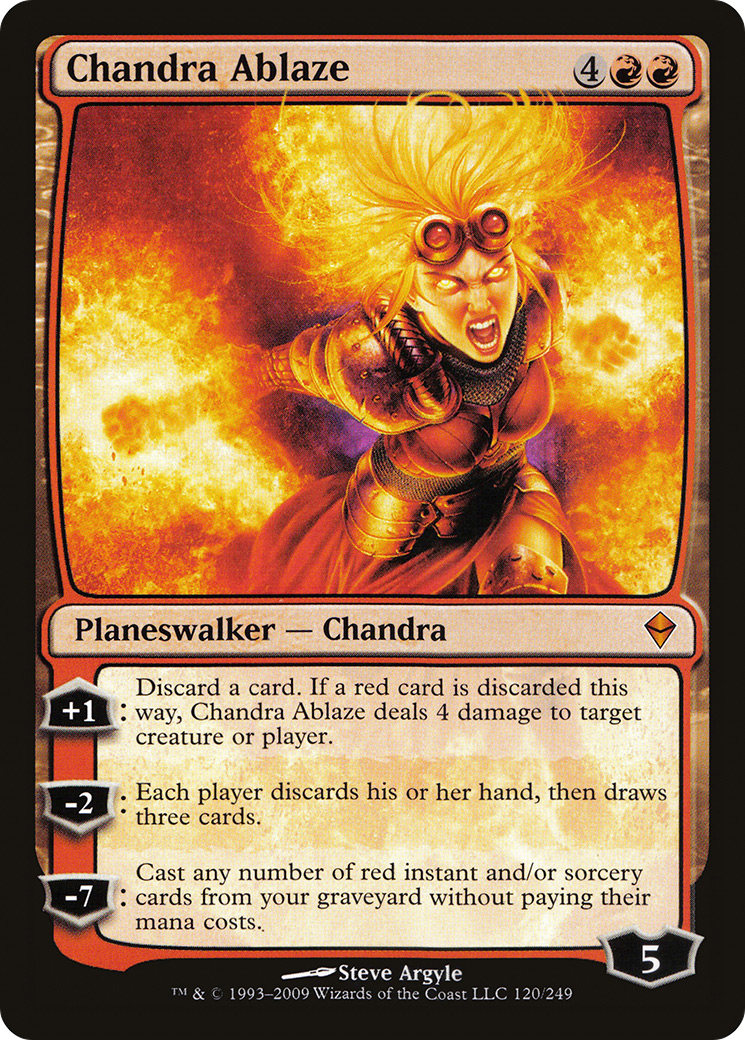 Chandra Ablaze 4
Planeswalker — Chandra
+1 : Discard a card. If a red card is discarded this
way, Chandra Ablaze deals 4 damage to target
creature or player.
-2 : Each player discards his or her hand, then draws
three cards.
-7 : Cast any number of red instant and/or sorcery
cards from your graveyard without paying their
mana costs.
5
Steve Argyle
™ & © 1993–2009 Wizards of the Coast LLC 120/249